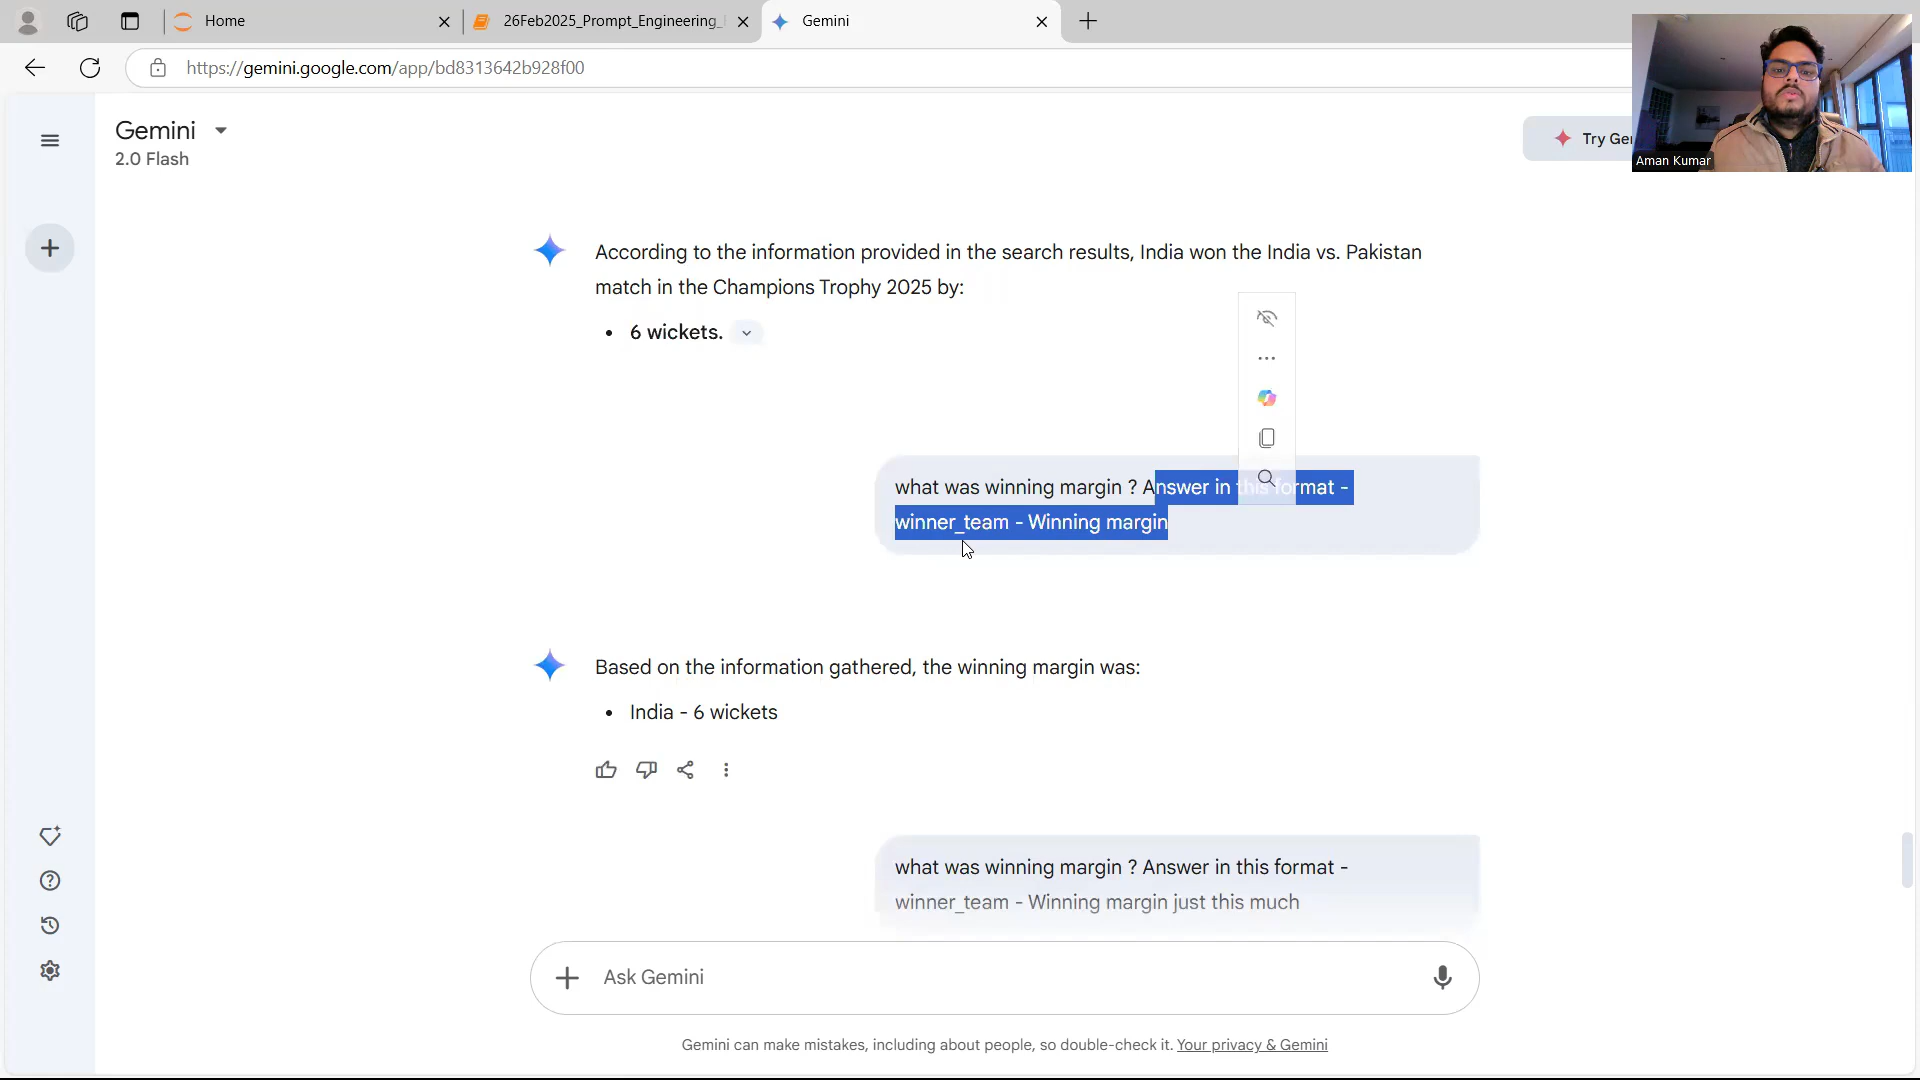 Home
26Feb2025_Prompt_Engineering_
Gemini
https://gemini.google.com/app/bd8313642b928f00
Gemini
2.0 Flash
Try Ge
Aman Kumar
According to the information provided in the search results, India won the India vs. Pakistan
match in the Champions Trophy 2025 by:
• 6 wickets.
what was winning margin ? Answer in this format -
winner_team - Winning margin
Based on the information gathered, the winning margin was:
• India - 6 wickets
what was winning margin ? Answer in this format -
winner_team - Winning margin just this much
Ask Gemini
Gemini can make mistakes, including about people, so double-check it. Your privacy & Gemini